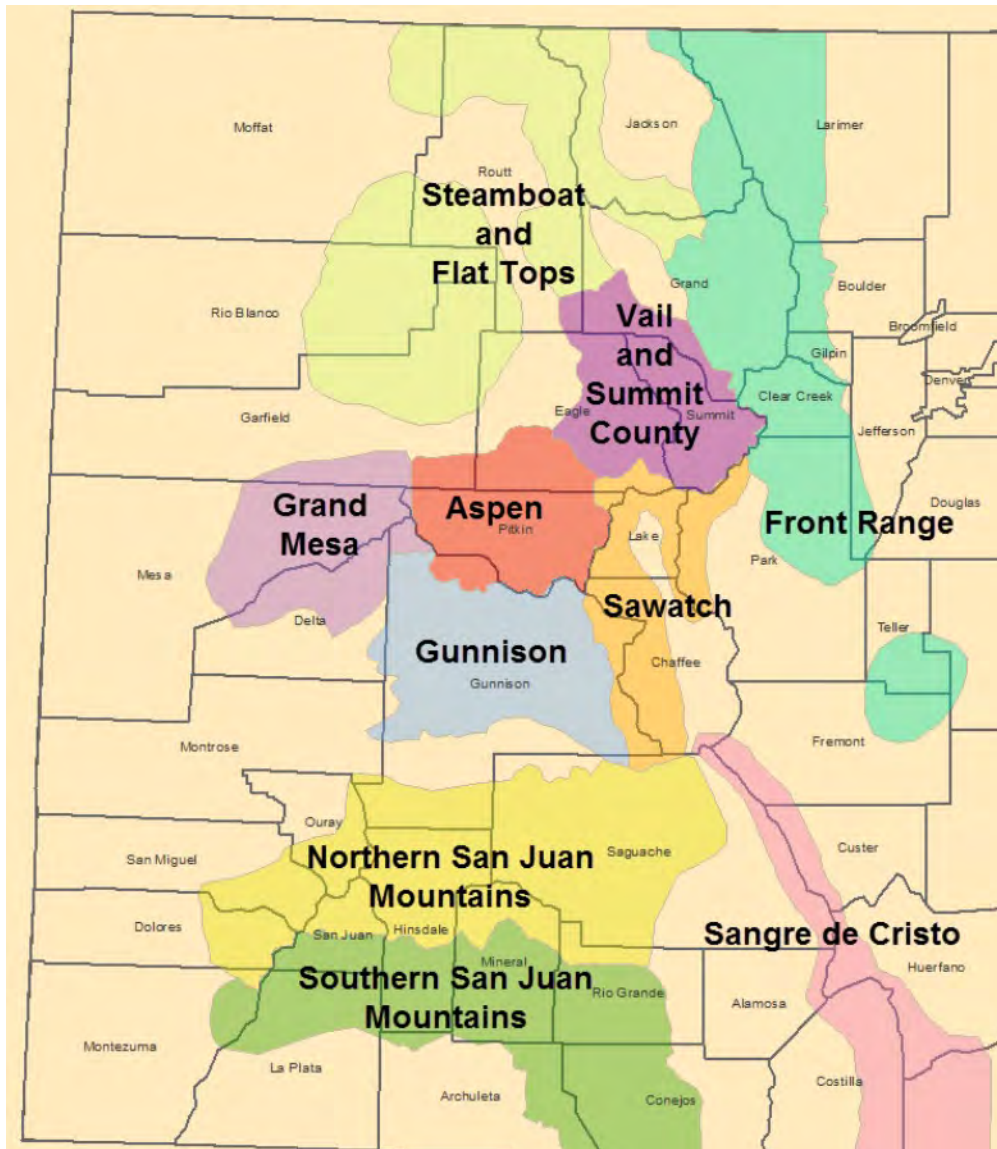 Moffat
Jackson
Larimer
Routt
Steamboat
and
Flat Tops
Rio Blanco
Grand
Boulder
Broomfield
Vail
and
Summit
County
Gilpin
Denver
Clear Creek
Garfield
Eagle
Summit
Jefferson
Grand
Mesa
Aspen
Pitkin
Front Range
Douglas
Lake
Park
Mesa
Delta
Sawatch
Teller
Gunnison
Gunnison
Chaffee
Montrose
Fremont
Ouray
San Miguel
Northern San Juan
Mountains
Saguache
Custer
Dolores
San Juan
Hinsdale
Sangre de Cristo
Mineral
Huerfano
Southern San Juan
Mountains
Rio Grande
Alamosa
Montezuma
La Plata
Archuleta
Conejos
Costilla